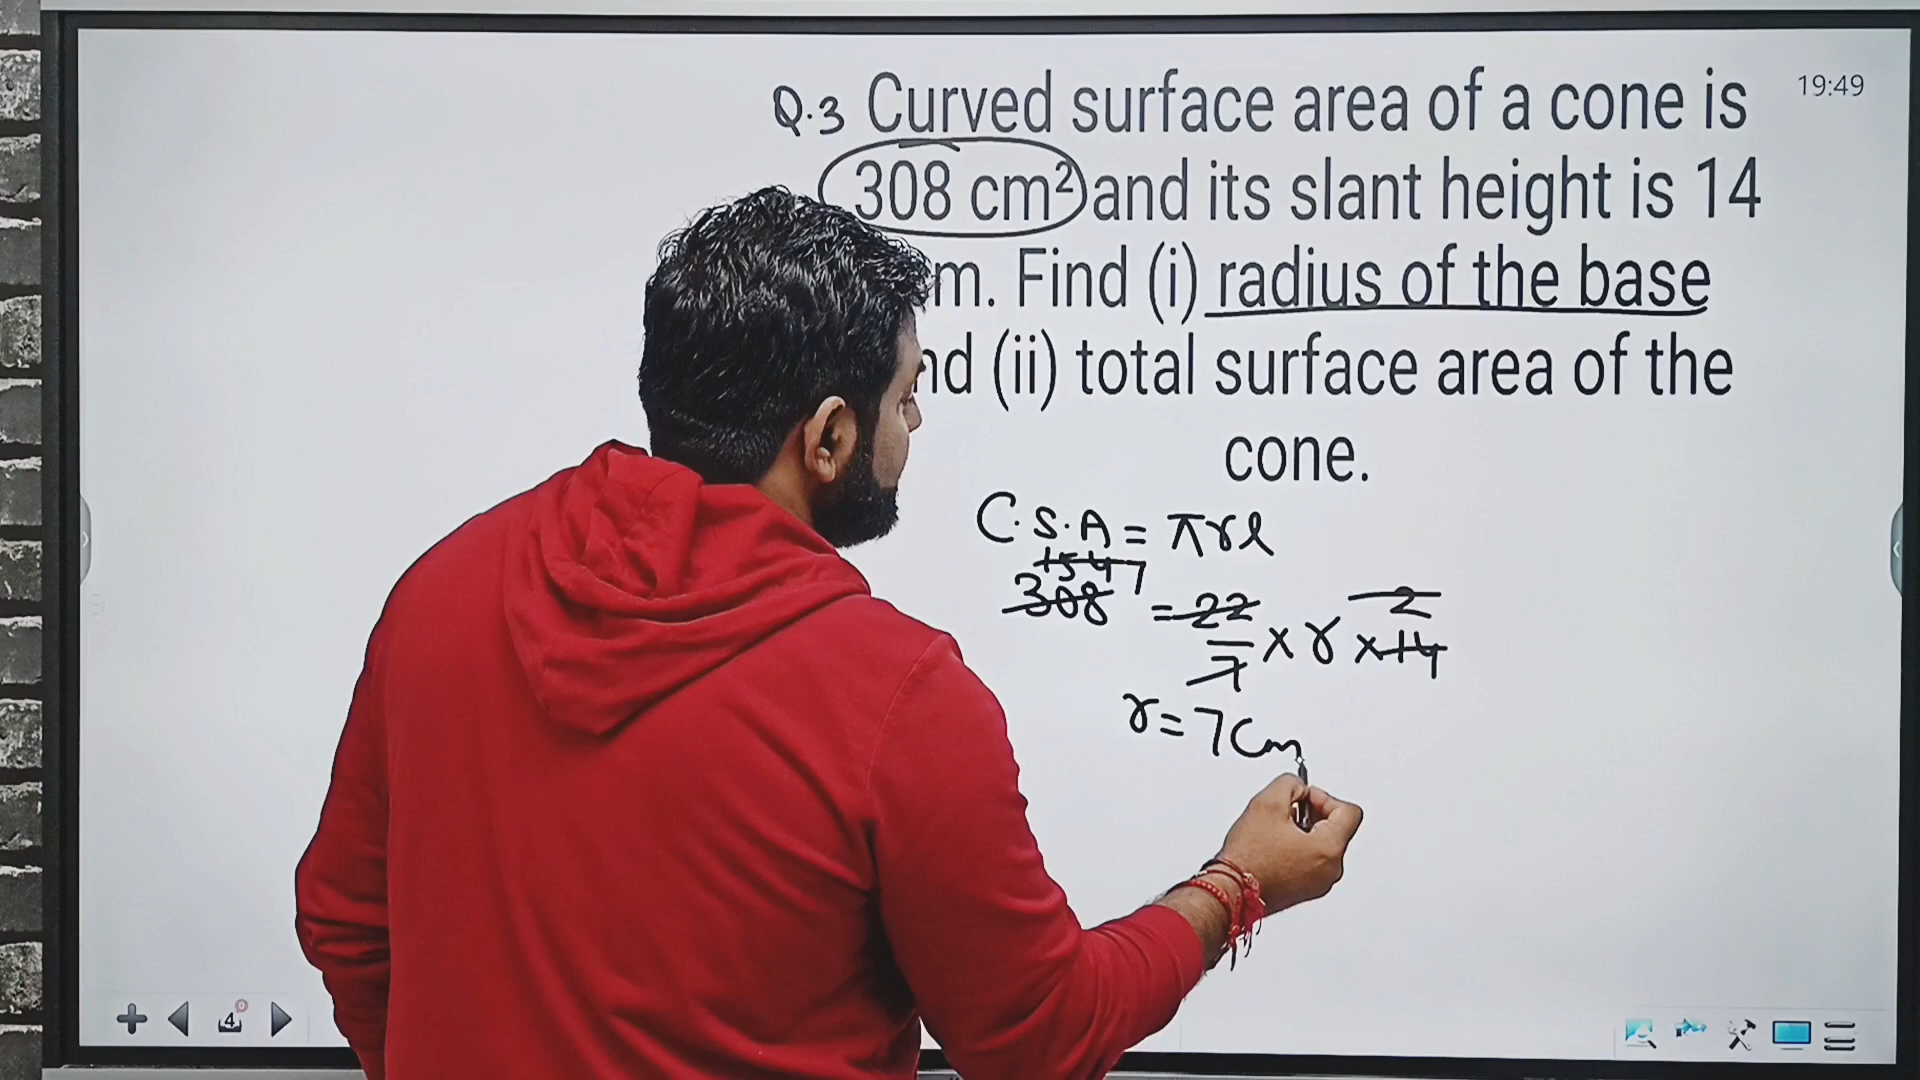 Q.3 Curved surface area of a cone is
19:49
308 cm² and its slant height is 14
m. Find (i) radius of the base
nd (ii) total surface area of the
cone.
C.S.A = πrl
154 7 2
308 = 22/7 × r × 14
r = 7cm
4
0